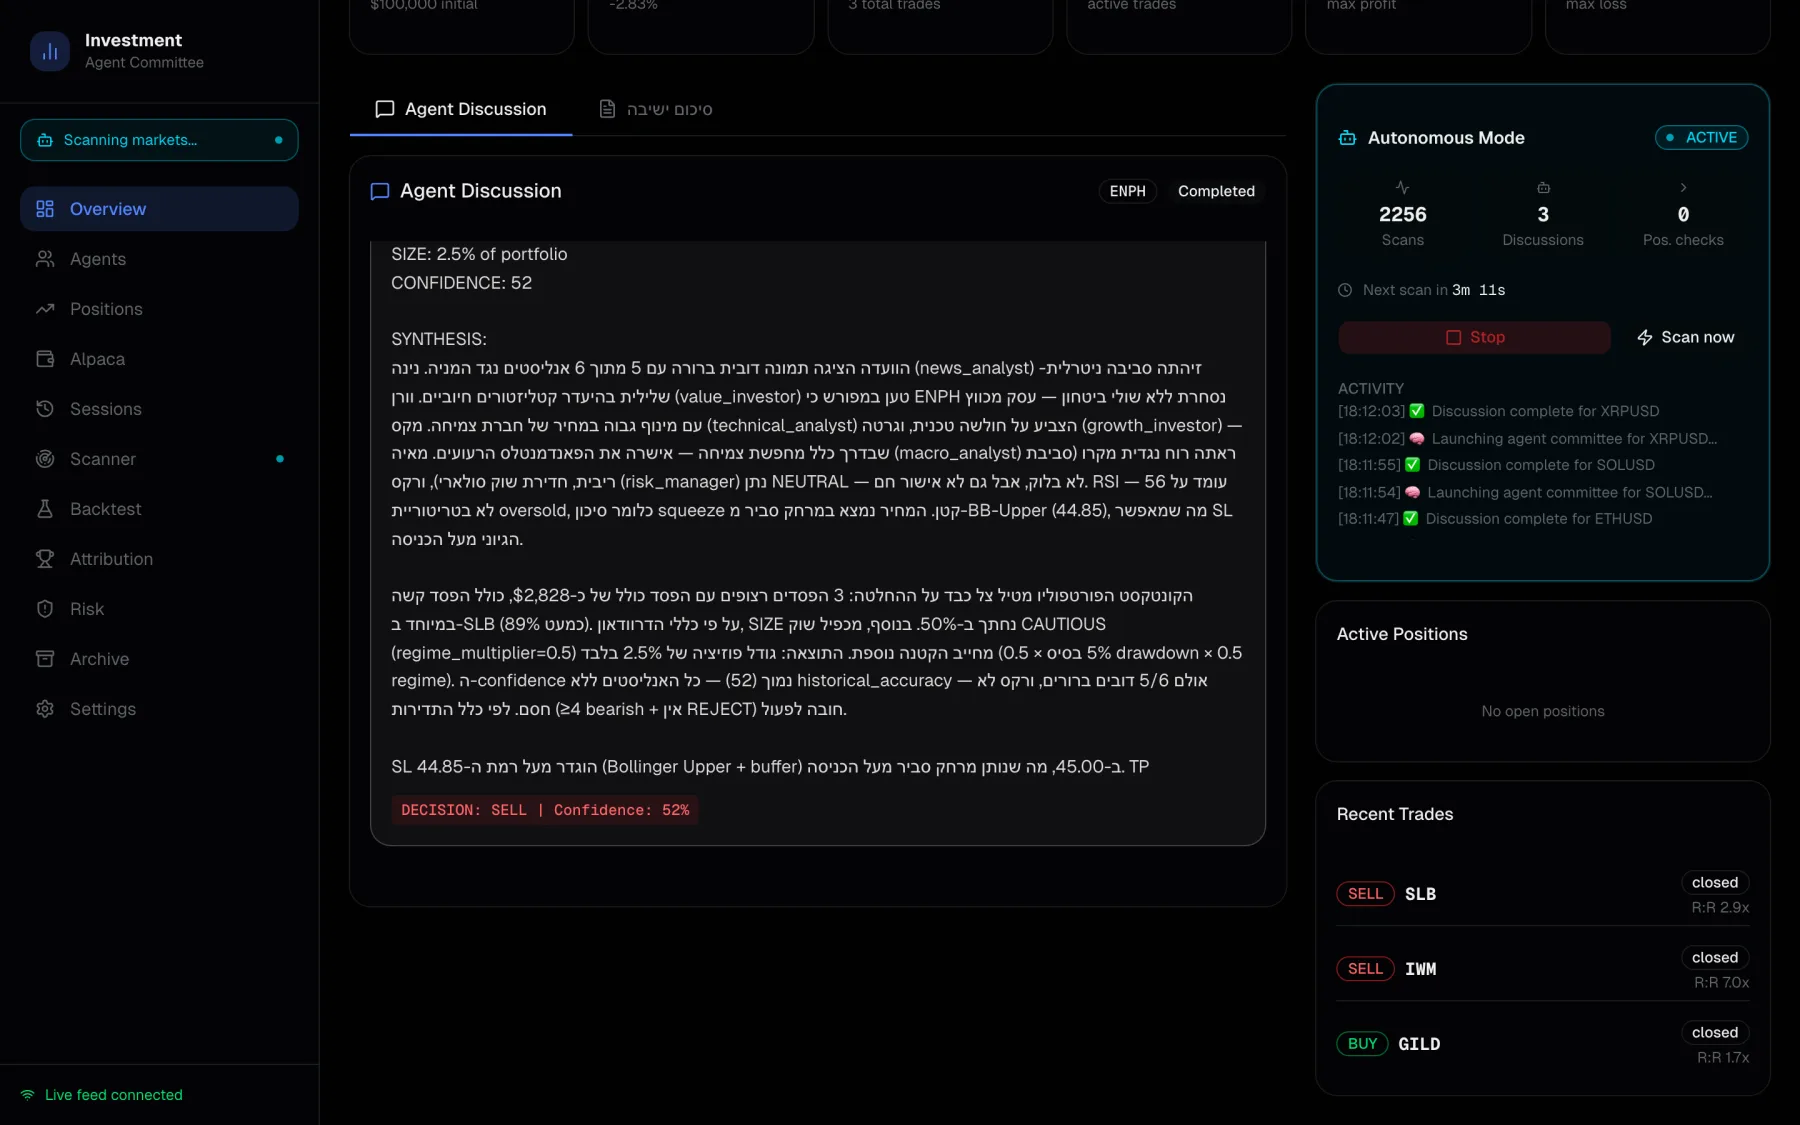 Investment
Agent Committee
Scanning markets...
Overview
Agents
Positions
Alpaca
Sessions
Scanner
Backtest
Attribution
Risk
Archive
Settings
Live feed connected
$100,000 initial
-2.83%
3 total trades
active trades
max profit
max loss
Agent Discussion
סיכום ישיבה
Agent Discussion
ENPH
Completed
SIZE: 2.5% of portfolio
CONFIDENCE: 52
SYNTHESIS:
הוועדה הציגה תמונה דובית ברורה עם 5 מתוך 6 אנליסטים נגד המניה. נינה (news_analyst) זיהתה סביבה ניטרלית-
שלילית בהיעדר קטליזטורים חיוביים. וורן (value_investor) טען במפורש כי ENPH נסחרת ללא שולי ביטחון — עסק מכווץ
עם מינוף גבוה במחיר של חברת צמיחה. מקס (technical_analyst) הצביע על חולשה טכנית, וגרטה (growth_investor) —
שבדרך כלל מחפשת צמיחה — אישרה את הפאנדמנטלס הרעועים. מאיה (macro_analyst) ראתה רוח נגדית מקרו (סביבת
ריבית, חדירת שוק סולארי), ורקס (risk_manager) נתן NEUTRAL — לא בלוק, אבל גם לא אישור חם. RSI עומד על 56 —
לא בטריטוריית oversold, כלומר סיכון squeeze קטן. המחיר נמצא במרחק סביר מ-BB-Upper (44.85), מה שמאפשר SL
הגיוני מעל הכניסה.
הקונטקסט הפורטפוליו מטיל צל כבד על ההחלטה: 3 הפסדים רצופים עם הפסד כולל של כ-$2,828, כולל הפסד קשה
במיוחד ב-SLB (כמעט 89%). על פי כללי הדרוודאון, SIZE נחתך ב-50%. בנוסף, מכפיל שוק CAUTIOUS
(regime_multiplier=0.5) מחייב הקטנה נוספת. התוצאה: גודל פוזיציה של 2.5% בלבד (5% בסיס × 0.5 drawdown × 0.5
regime). ה-confidence נמוך (52) — כל האנליסטים ללא historical_accuracy — אולם 5/6 דובים ברורים, ורקס לא
חסם. לפי כלל התדירות (≥4 bearish + אין REJECT) חובה לפעול.
SL הוגדר מעל רמת ה-44.85 (Bollinger Upper + buffer) ב-45.00, מה שנותן מרחק סביר מעל הכניסה. TP
DECISION: SELL | Confidence: 52%
Autonomous Mode
ACTIVE
2256
Scans
3
Discussions
0
Pos. checks
Next scan in 3m 11s
Stop
Scan now
ACTIVITY
[18:12:03] ✅ Discussion complete for XRPUSD
[18:12:02] 🧠 Launching agent committee for XRPUSD...
[18:11:55] ✅ Discussion complete for SOLUSD
[18:11:54] 🧠 Launching agent committee for SOLUSD...
[18:11:47] ✅ Discussion complete for ETHUSD
Active Positions
No open positions
Recent Trades
SELL SLB closed
R:R 2.9x
SELL IWM closed
R:R 7.0x
BUY GILD closed
R:R 1.7x